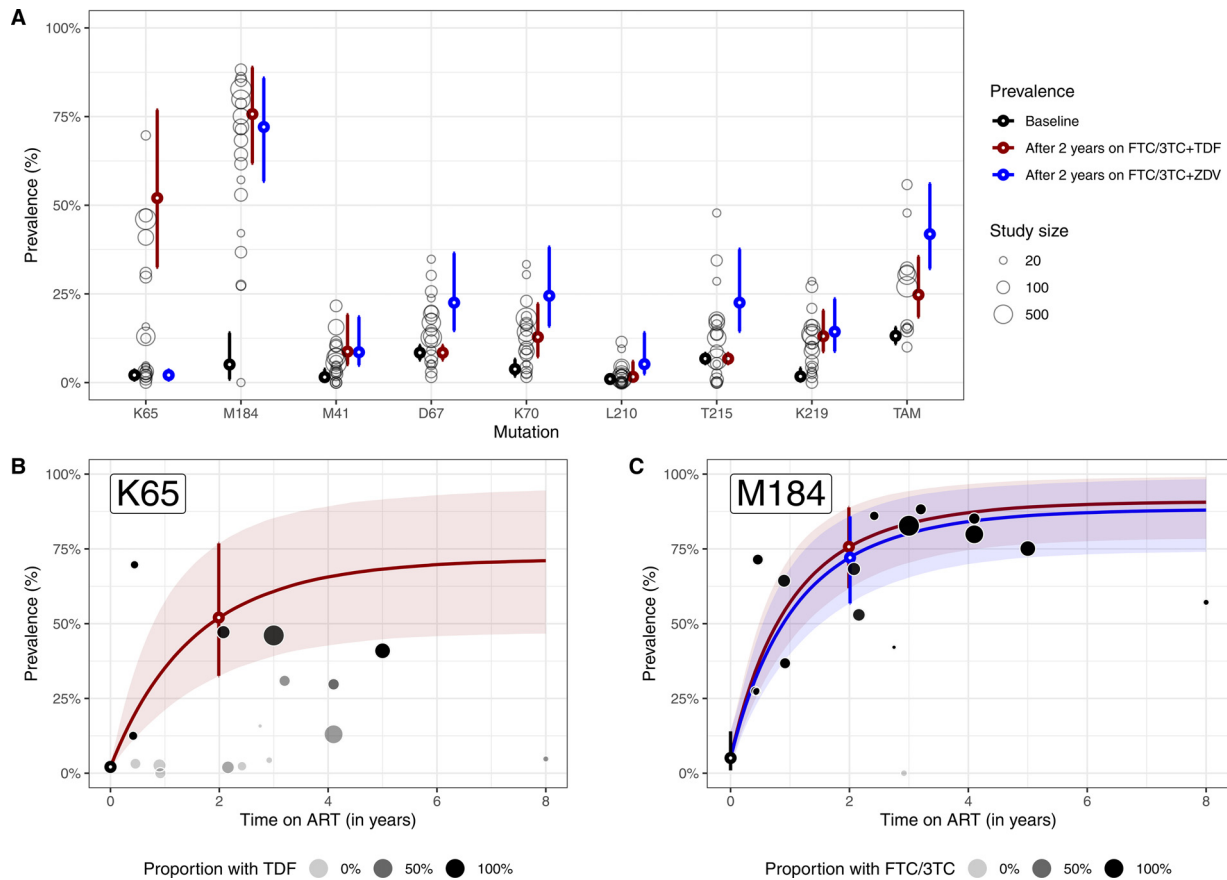 A
100%
75%
50%
25%
0%
Prevalence (%)
K65 M184 M41 D67 K70 L210 T215 K219 TAM
Mutation
Prevalence
Baseline
After 2 years on FTC/3TC+TDF
After 2 years on FTC/3TC+ZDV
Study size
20
100
500
B
K65
100%
75%
50%
25%
0%
Prevalence (%)
0 2 4 6 8
Time on ART (in years)
Proportion with TDF 0% 50% 100%
C
M184
100%
75%
50%
25%
0%
Prevalence (%)
0 2 4 6 8
Time on ART (in years)
Proportion with FTC/3TC 0% 50% 100%